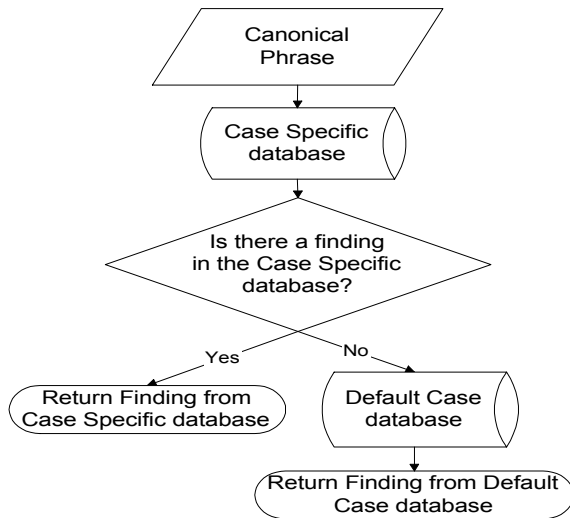 Canonical
Phrase
Case Specific
database
Is there a finding
in the Case Specific
database?
Yes
No
Return Finding from
Case Specific database
Default Case
database
Return Finding from Default
Case database